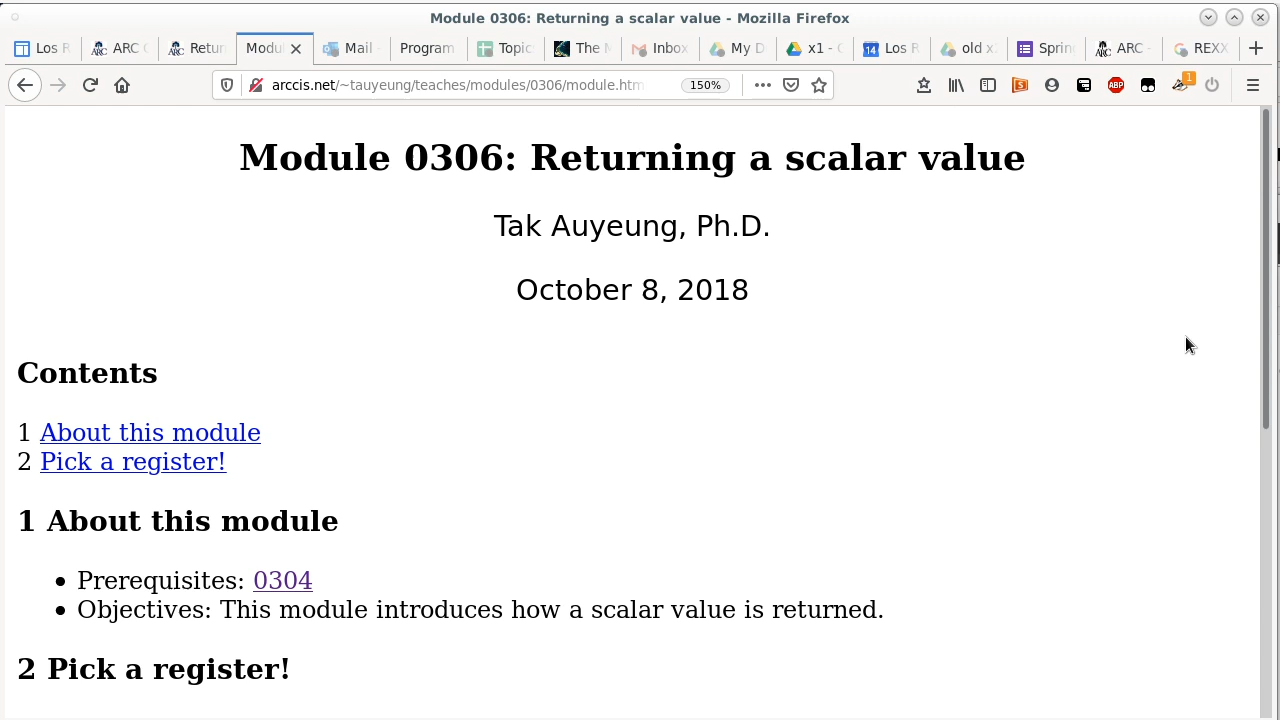 Module 0306: Returning a scalar value - Mozilla Firefox
Los R ARC Retur Modul Mail - Program Topic The M Inbox My D x1 - Los R old x Sprin ARC - REXX
arccis.net/~tauyeung/teaches/modules/0306/module.htm 150% ABP 1
Module 0306: Returning a scalar value
Tak Auyeung, Ph.D.
October 8, 2018
Contents
1 About this module
2 Pick a register!
1 About this module
• Prerequisites: 0304
• Objectives: This module introduces how a scalar value is returned.
2 Pick a register!